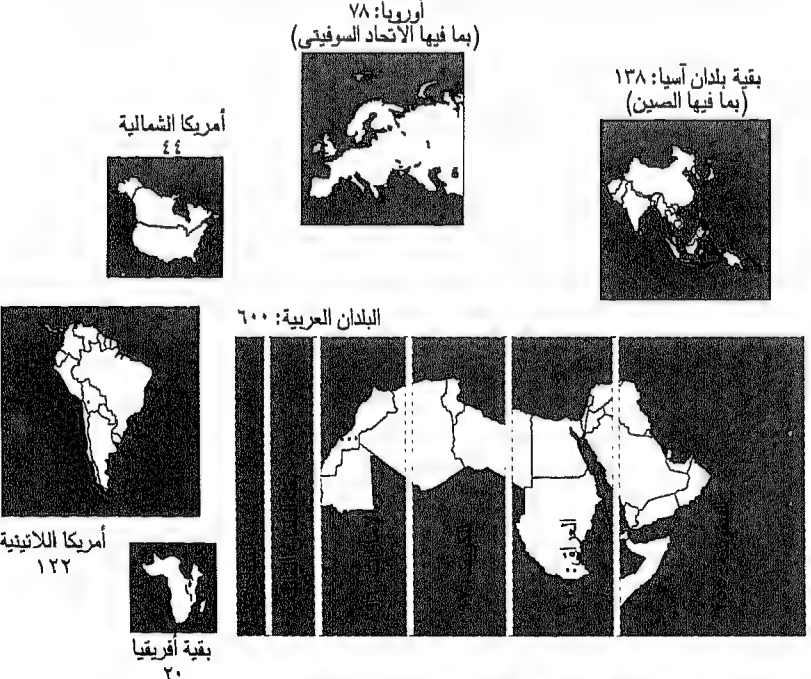 أوروبا: ٧٨
(بما فيها الاتحاد السوفيتى)
بقية بلدان آسيا: ١٣٨
(بما فيها الصين)
أمريكا الشمالية
٤٤
البلدان العربية: ٦٠٠
العراق:
أمريكا اللاتينية
١٢٢
بقية أفريقيا
٢٠